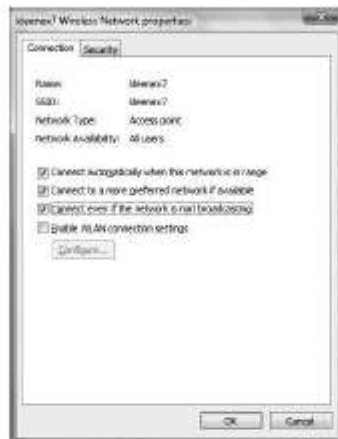 Wireless Network properties
Connection Security
Name:
SSID:
Network Type: Access point
Network Availability: All users
Connect automatically when this network is in range
Connect to a more preferred network if available
Connect even if the network is not broadcasting
Enable WLAN connection settings
Configure...
OK Cancel